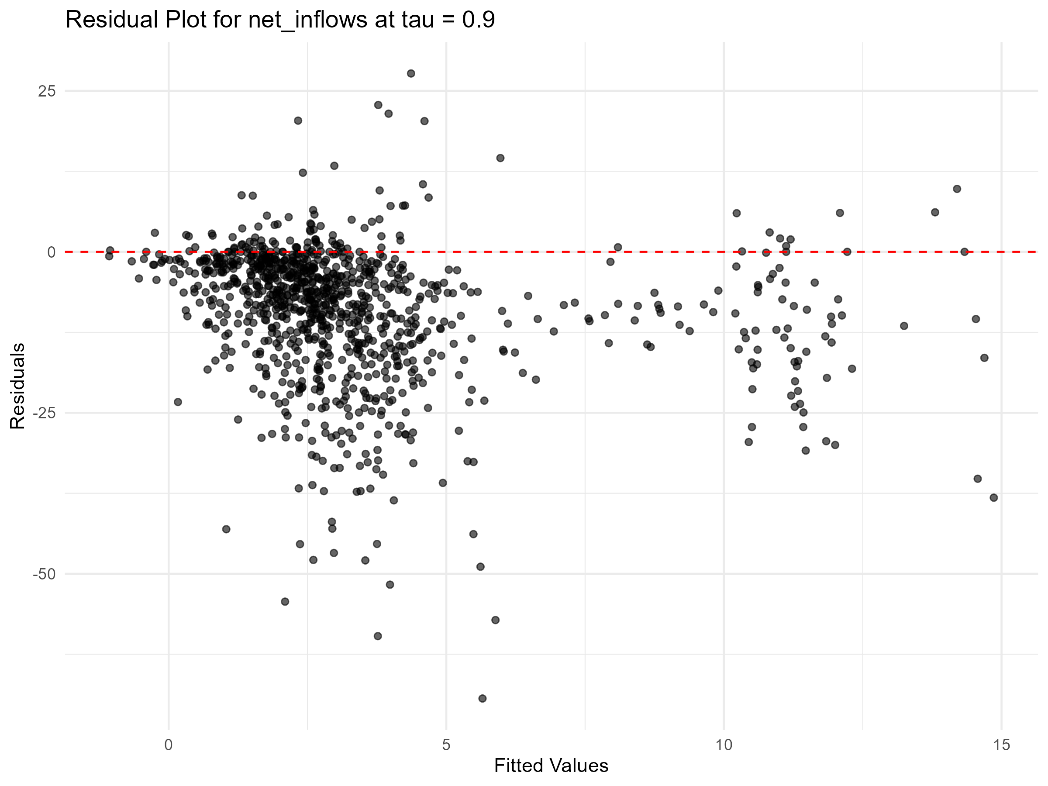 Residual Plot for net_inflows at tau = 0.9
25
0
-25
-50
Residuals
0
5
10
15
Fitted Values